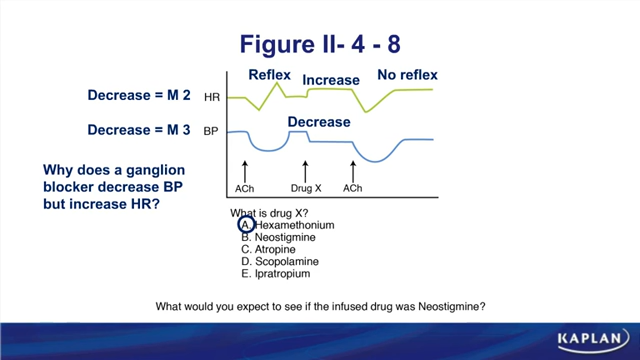 Figure II- 4 - 8
Reflex
Increase
No reflex
Decrease = M 2
HR
Decrease = M 3
BP
Decrease
Why does a ganglion
blocker decrease BP
but increase HR?
ACh
Drug X
ACh
What is drug X?
A. Hexamethonium
B. Neostigmine
C. Atropine
D. Scopolamine
E. Ipratropium
What would you expect to see if the infused drug was Neostigmine?
KAPLAN